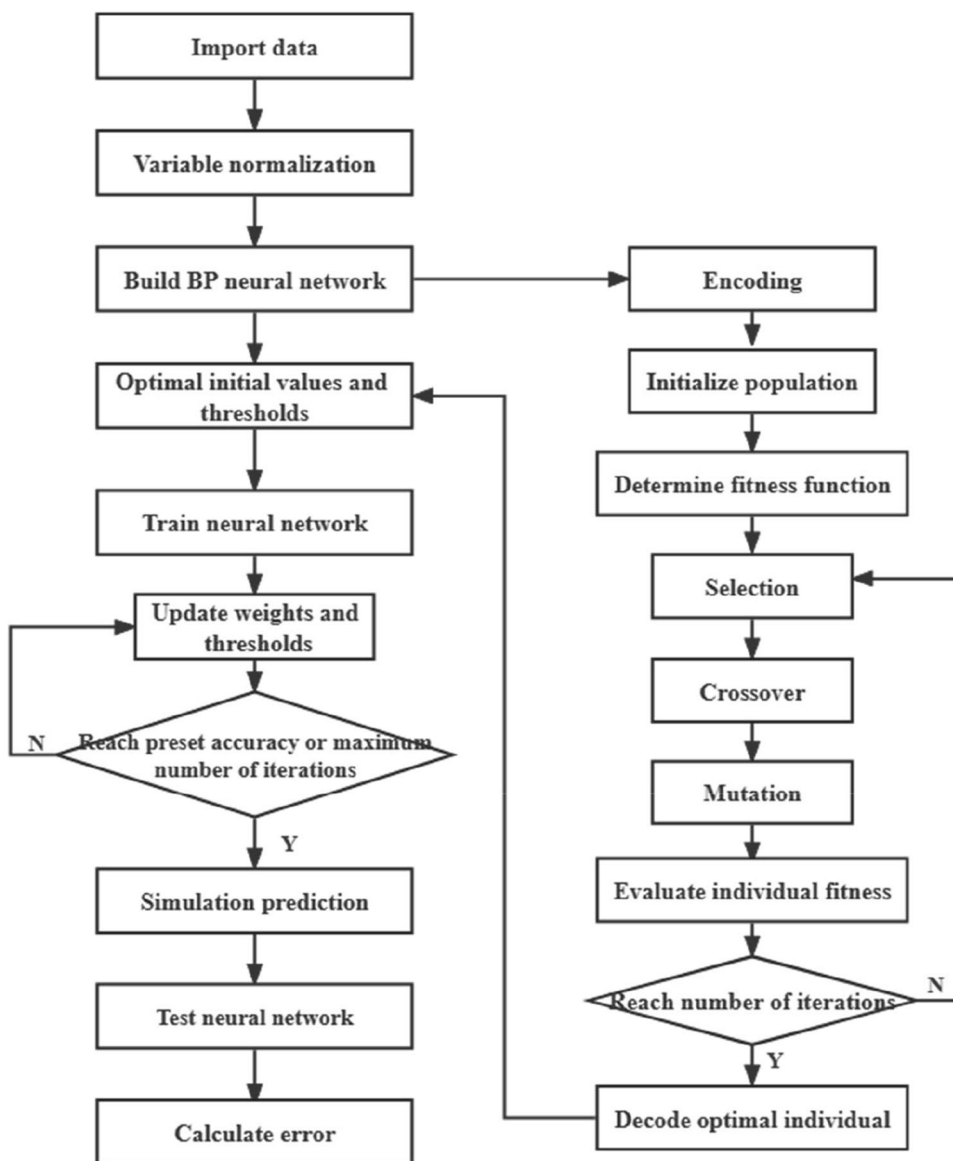 Import data
Variable normalization
Build BP neural network
Optimal initial values and
thresholds
Train neural network
Update weights and
thresholds
N
Reach preset accuracy or maximum
number of iterations
Y
Simulation prediction
Test neural network
Calculate error
Encoding
Initialize population
Determine fitness function
Selection
Crossover
Mutation
Evaluate individual fitness
Reach number of iterations
N
Y
Decode optimal individual